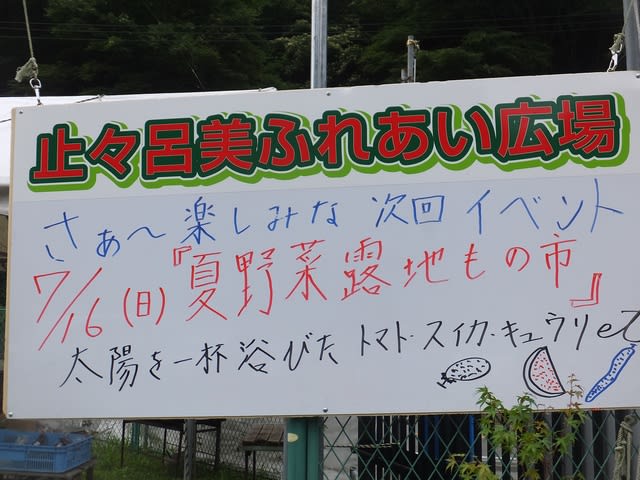 止々呂美ふれあい広場
さぁ〜楽しみな 次回 イベント
7/16(日)『夏野菜露地もの市』
太陽を一杯浴びた トマト・スイカ・キュウリetc